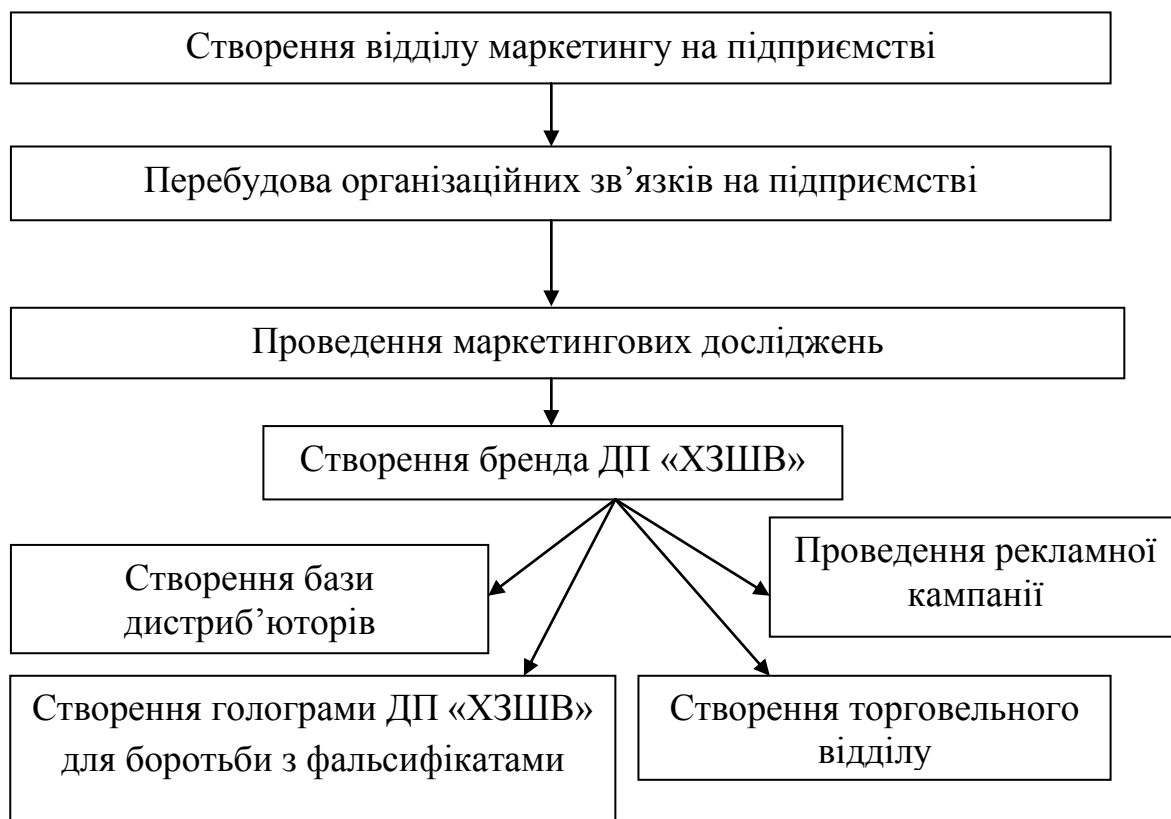 Створення відділу маркетингу на підприємстві
Перебудова організаційних зв’язків на підприємстві
Проведення маркетингових досліджень
Створення бренда ДП «ХЗШВ»
Створення бази
дистриб’юторів
Проведення рекламної
кампанії
Створення голограми ДП «ХЗШВ»
для боротьби з фальсифікатами
Створення торговельного
відділу